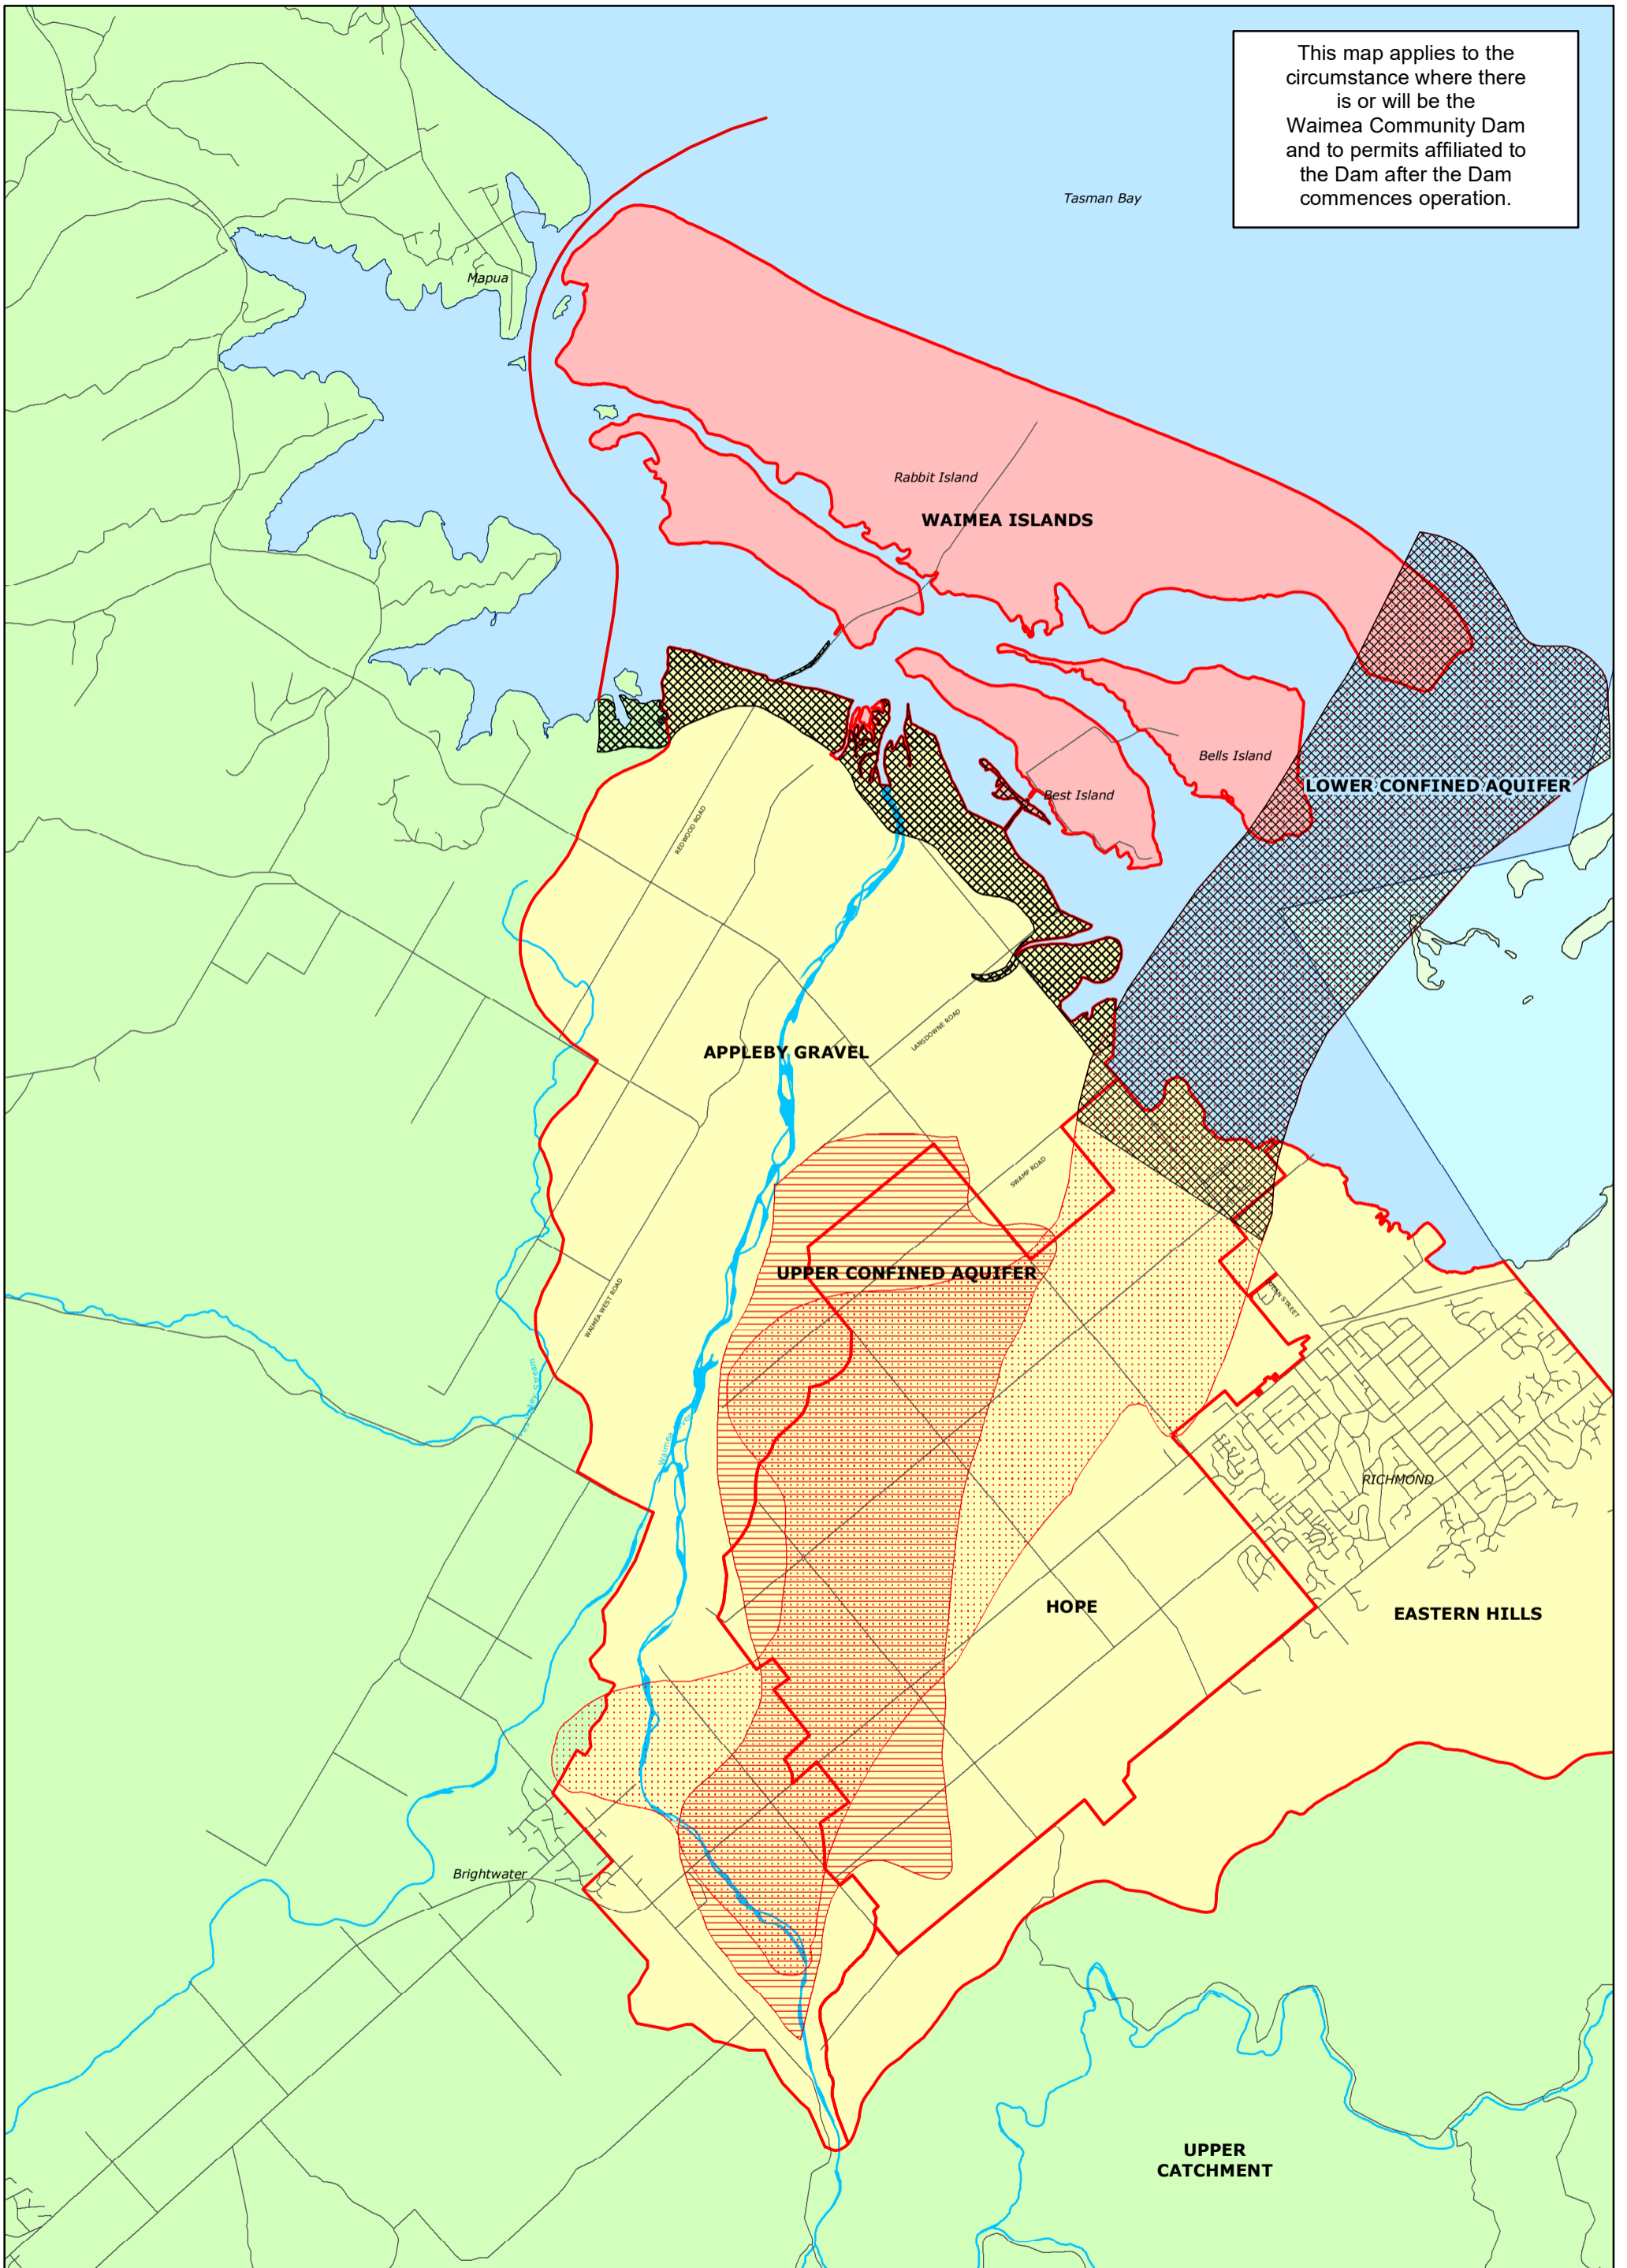 This map applies to the
circumstance where there
is or will be the
Waimea Community Dam
and to permits affiliated to
the Dam after the Dam
commences operation.
Tasman Bay
Mapua
Rabbit Island
WAIMEA ISLANDS
Bells Island
LOWER CONFINED AQUIFER
Best Island
REDWOOD ROAD
LANSDOWNE ROAD
APPLEBY GRAVEL
SWAMP ROAD
UPPER CONFINED AQUIFER
WAIMEA WEST ROAD
STREET
Stream
Waimea
RICHMOND
HOPE
EASTERN HILLS
Brightwater
UPPER
CATCHMENT